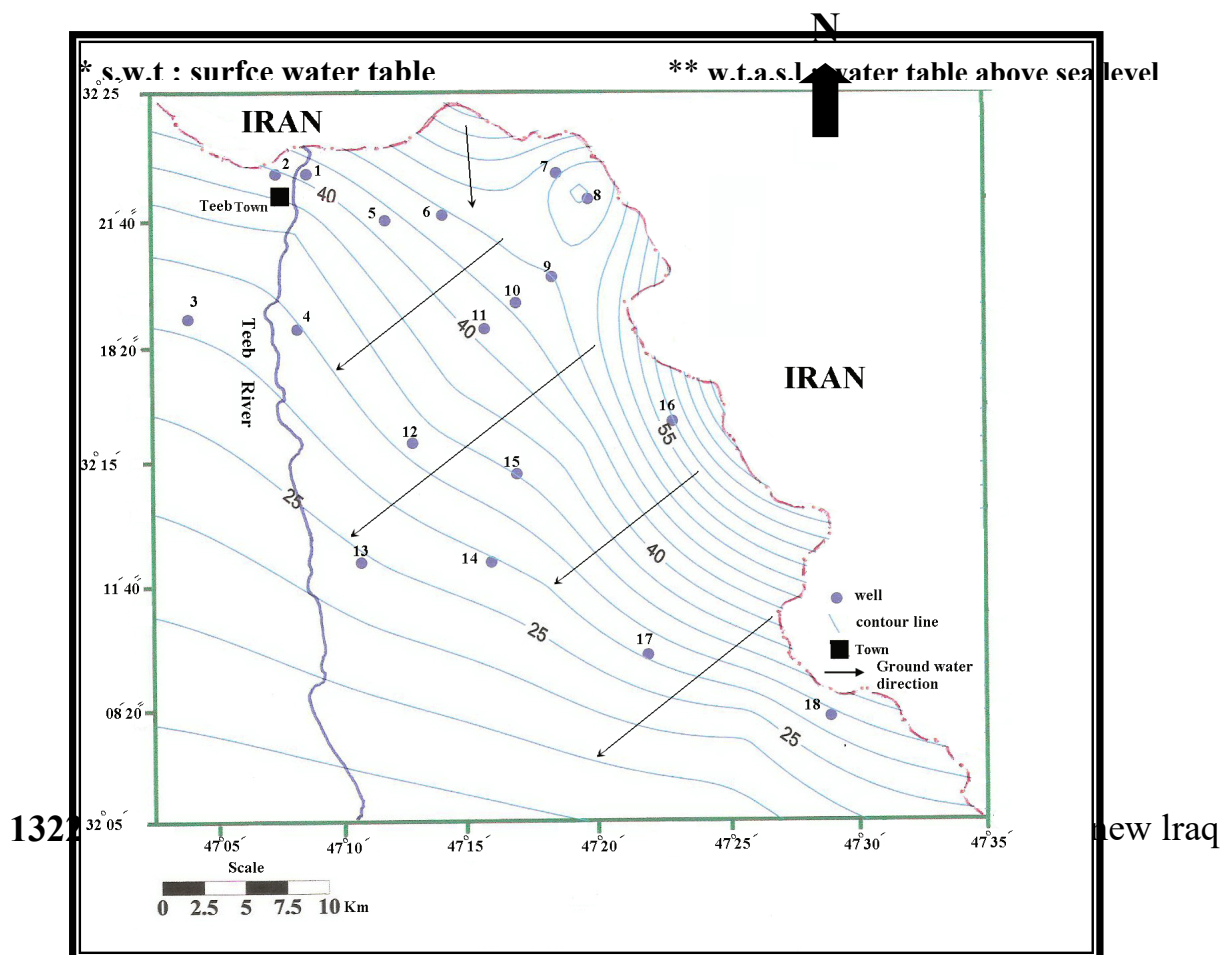 N
* s.w.t : surfce water table
** w.t.a.s.l : water table above sea level
32° 25´
IRAN
2
1
7
8
40
Teeb Town
5
6
21´ 40˝
9
3
4
10
11
40
18´ 20˝
Teeb River
IRAN
16
55
12
15
32° 15´
25
40
13
14
11´ 40˝
well
contour line
Town
Ground water
direction
25
17
18
08´ 20˝
25
1322
32° 05´
new lraq
47°05´
47°10´
47°15´
47°20´
47°25´
47°30´
47°35´
Scale
0 2.5 5 7.5 10 Km